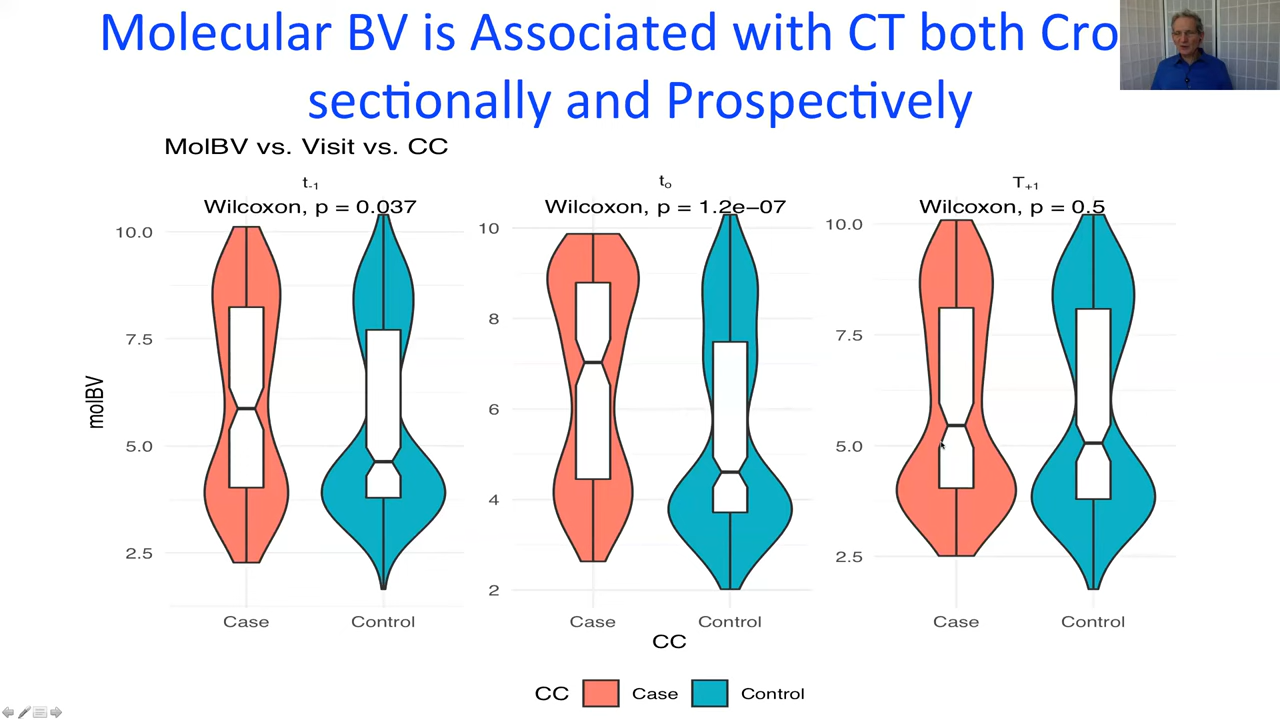 Molecular BV is Associated with CT both Cro
sectionally and Prospectively
MolBV vs. Visit vs. CC
t-1
Wilcoxon, p = 0.037
to
Wilcoxon, p = 1.2e−07
T+1
Wilcoxon, p = 0.5
molBV
10.0
7.5
5.0
2.5
10
8
6
4
2
10.0
7.5
5.0
2.5
Case Control
Case Control
Case Control
CC
CC Case Control